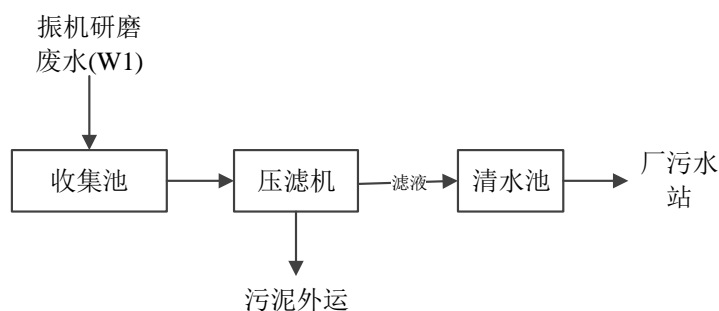 振机研磨
废水(W1)
收集池
压滤机
滤液
清水池
厂污水
站
污泥外运